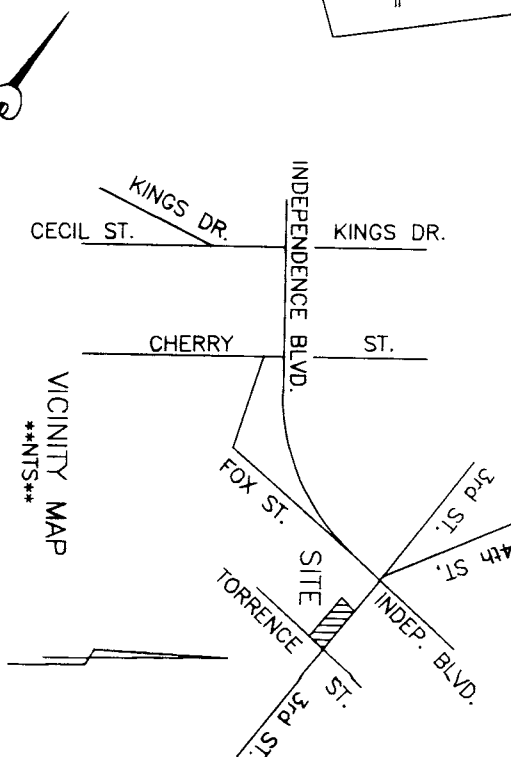 KINGS DR.
CECIL ST.
KINGS DR.
INDEPENDENCE BLVD.
CHERRY
ST.
VICINITY MAP
**NTS**
FOX ST.
3rd ST.
4th ST,
SITE
INDEP. BLVD.
TORRENCE
ST.
3rd ST.